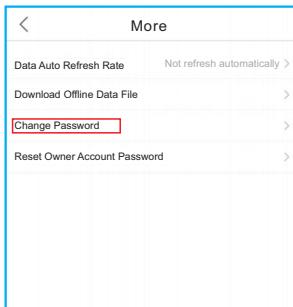 More
Data Auto Refresh Rate Not refresh automatically
Download Offline Data File
Change Password
Reset Owner Account Password